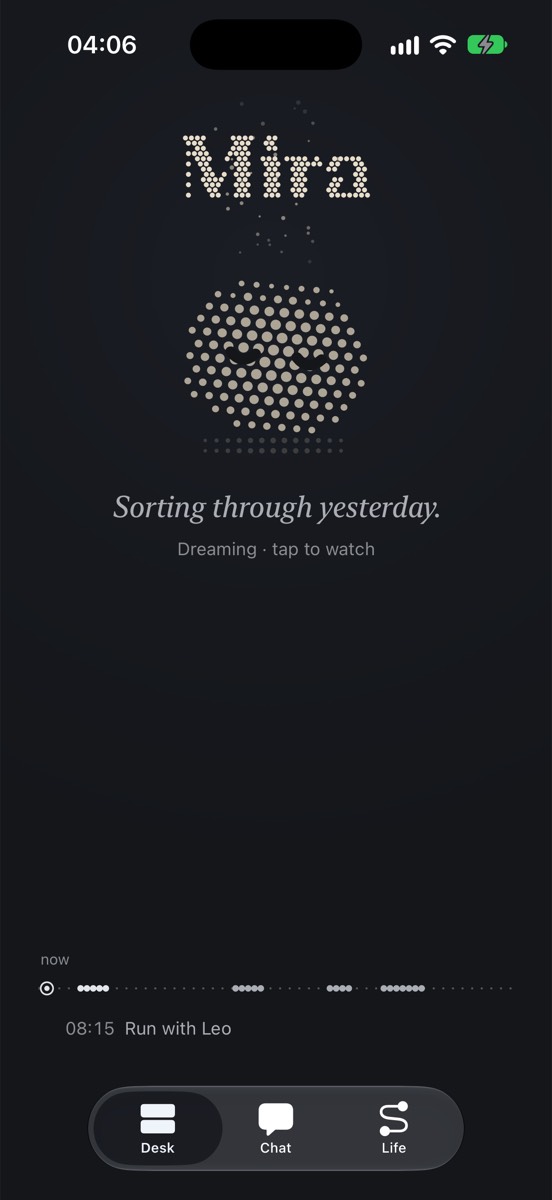 04:06
Mira
Sorting through yesterday.
Dreaming · tap to watch
now
08:15 Run with Leo
Desk
Chat
Life